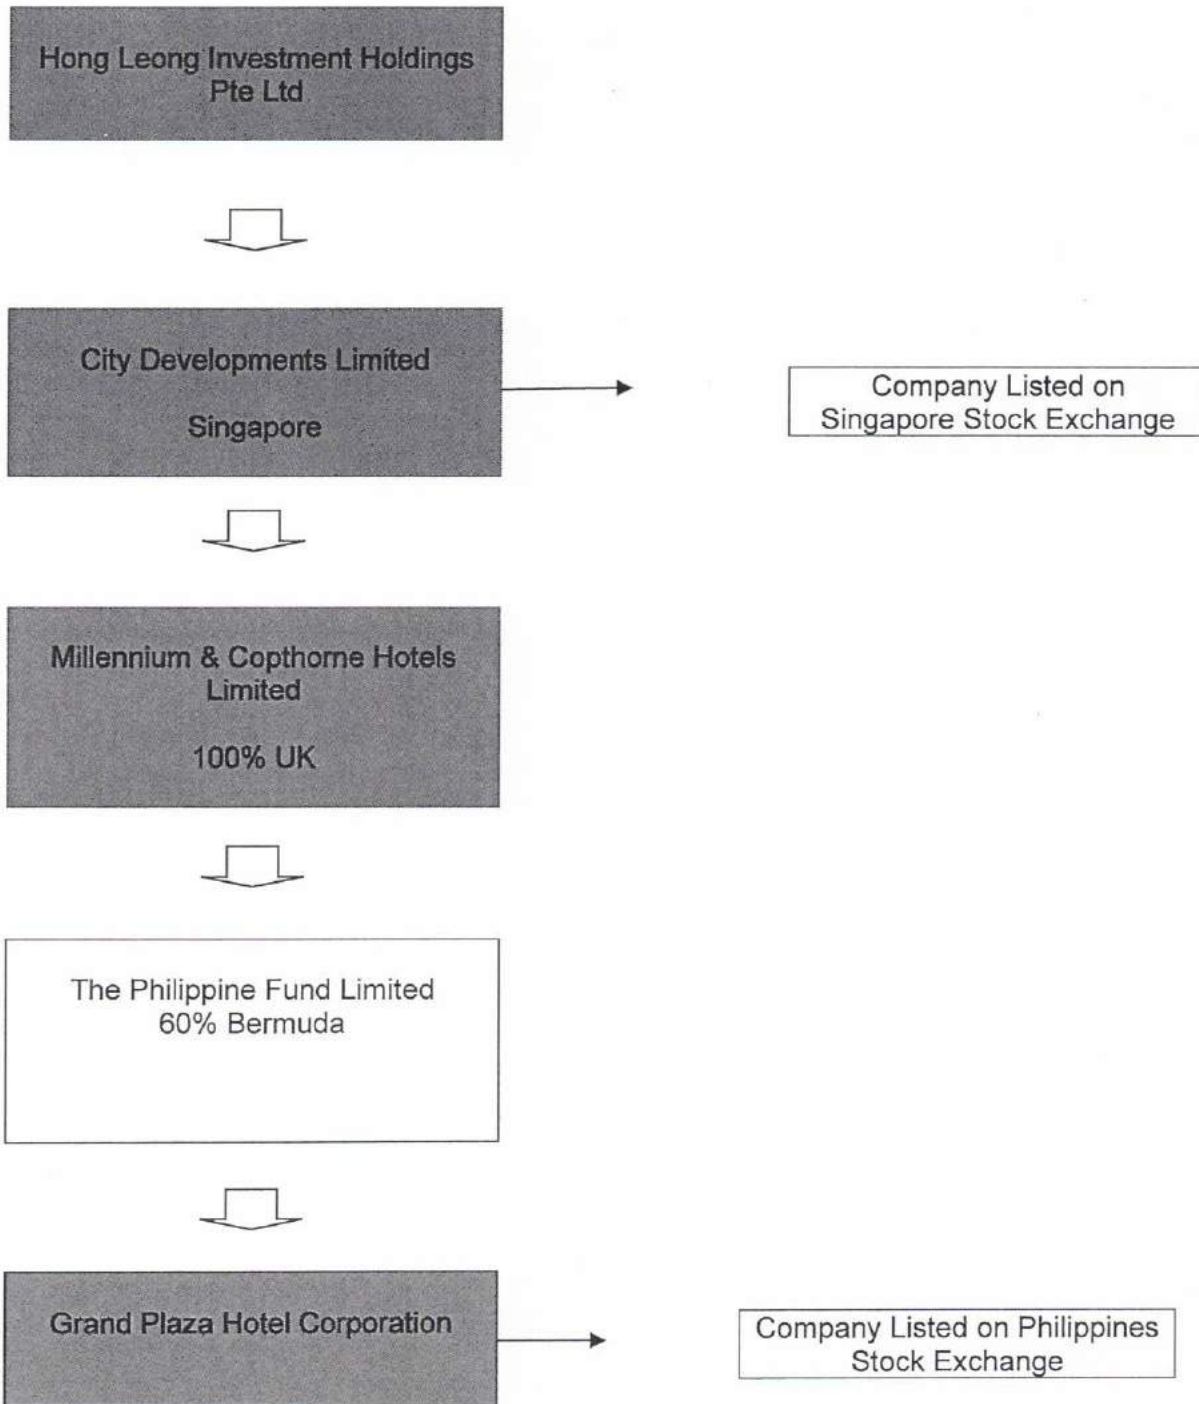 Hong Leong Investment Holdings
Pte Ltd
City Developments Limited
Singapore
Company Listed on
Singapore Stock Exchange
Millennium & Copthorne Hotels
Limited
100% UK
The Philippine Fund Limited
60% Bermuda
Grand Plaza Hotel Corporation
Company Listed on Philippines
Stock Exchange